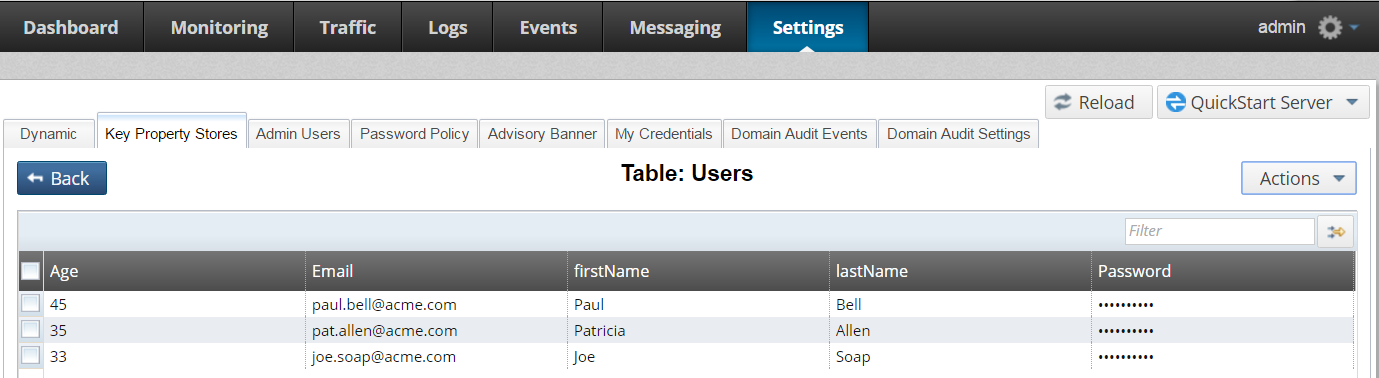 Dashboard Monitoring Traffic Logs Events Messaging Settings admin
Reload QuickStart Server
Dynamic Key Property Stores Admin Users Password Policy Advisory Banner My Credentials Domain Audit Events Domain Audit Settings
Back Table: Users Actions
Filter
Age Email firstName lastName Password
45 paul.bell@acme.com Paul Bell ••••••••••
35 pat.allen@acme.com Patricia Allen ••••••••••
33 joe.soap@acme.com Joe Soap ••••••••••